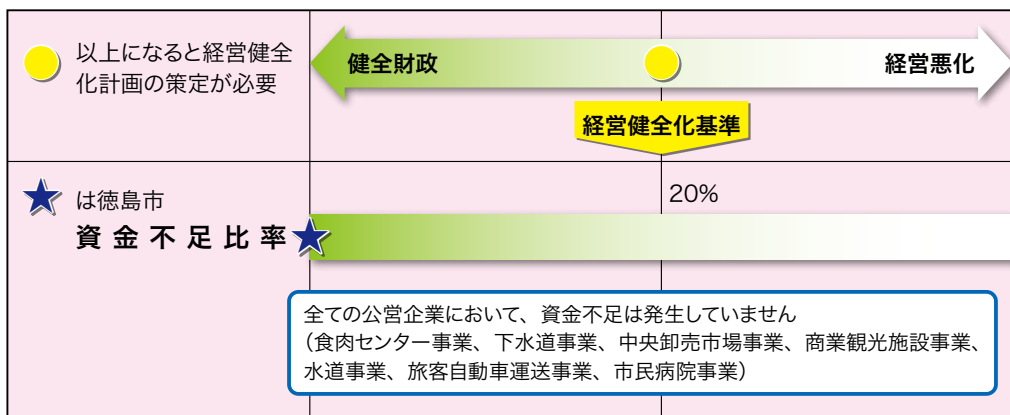 以上になると経営健全
化計画の策定が必要
健全財政
経営悪化
経営健全化基準
は徳島市
資金不足比率
20%
全ての公営企業において、資金不足は発生していません
（食肉センター事業、下水道事業、中央卸売市場事業、商業観光施設事業、
水道事業、旅客自動車運送事業、市民病院事業）